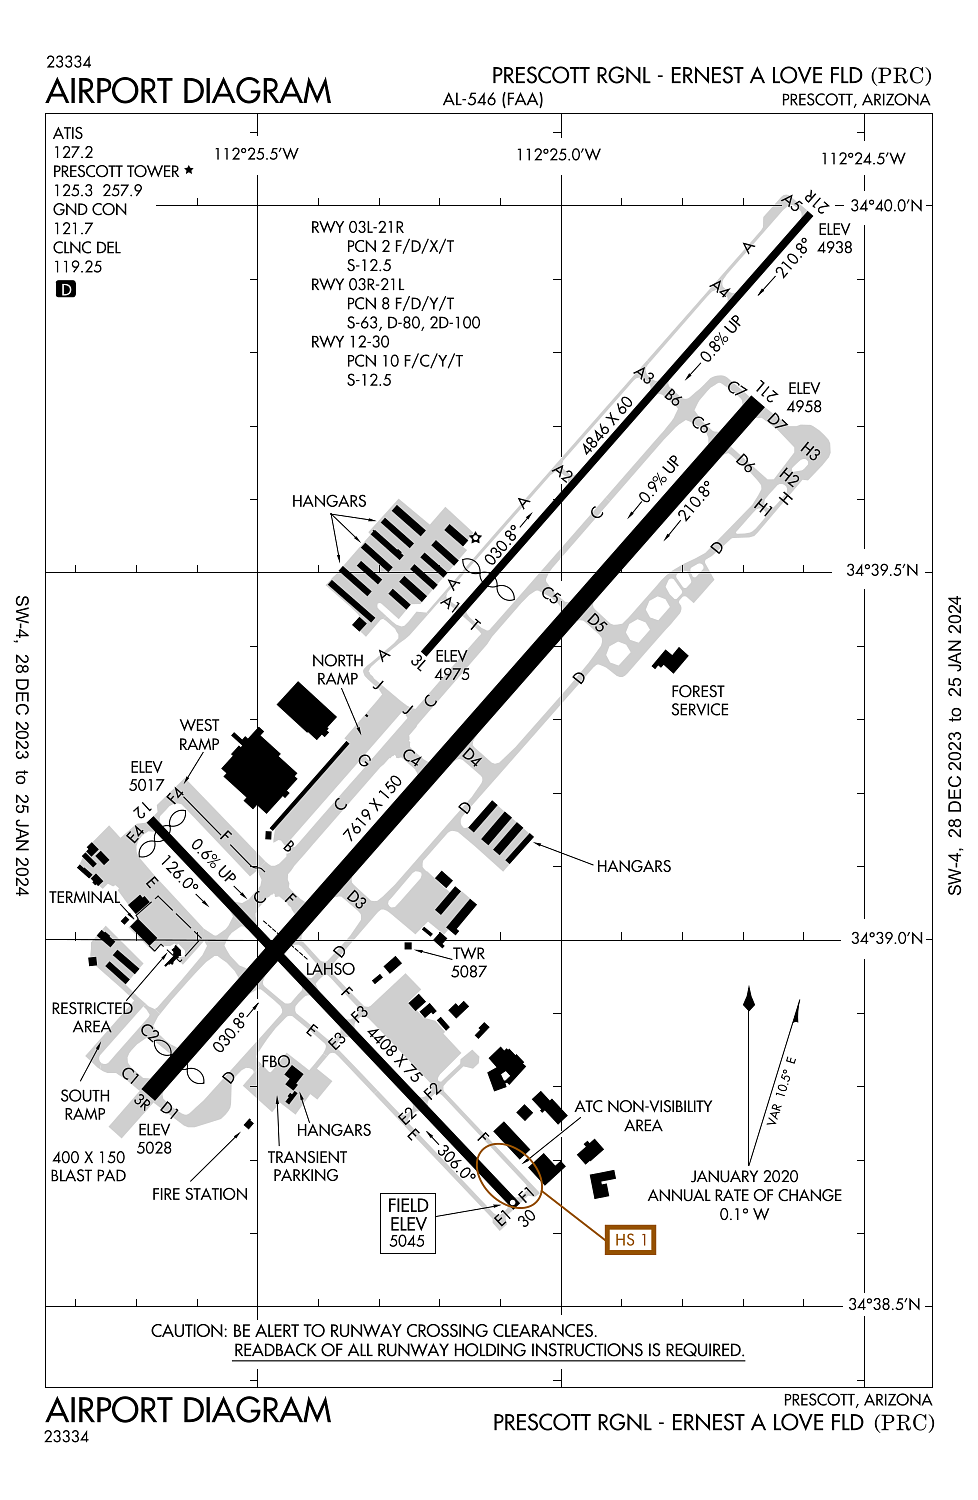 23334
AIRPORT DIAGRAM
AL-546 (FAA)
PRESCOTT RGNL - ERNEST A LOVE FLD (PRC)
PRESCOTT, ARIZONA
ATIS
127.2
PRESCOTT TOWER ★
125.3 257.9
GND CON
121.7
CLNC DEL
119.25
D
112°25.5'W
112°25.0'W
112°24.5'W
34°40.0'N
RWY 03L-21R
PCN 2 F/D/X/T
S-12.5
RWY 03R-21L
PCN 8 F/D/Y/T
S-63, D-80, 2D-100
RWY 12-30
PCN 10 F/C/Y/T
S-12.5
A5
21R
ELEV
4938
A
210.8°
A4
0.8% UP
A3
B6
C7
21L
ELEV
4958
4846 X 60
C6
D7
H3
A2
0.9% UP
D6
H2
H
H1
210.8°
HANGARS
A
C
030.8°
D
34°39.5'N
A
A1
T
C5
D5
3L
ELEV
4975
A
NORTH
RAMP
J
J
C
D
FOREST
SERVICE
WEST
RAMP
G
C4
D4
ELEV
5017
F4
12
E4
C
7619 X 150
D
F
0.6% UP
B
HANGARS
126.0°
E
TERMINAL
C
F
D3
34°39.0'N
D
LAHSO
TWR
5087
RESTRICTED
AREA
F
F3
C2
030.8°
E
E3
4408 X 75
FBO
C1
D
F2
SOUTH
RAMP
3R
D1
ELEV
5028
HANGARS
E2
E
F
ATC NON-VISIBILITY
AREA
400 X 150
BLAST PAD
TRANSIENT
PARKING
306.0°
FIRE STATION
FIELD
ELEV
5045
E1
F1
30
HS 1
VAR 10.5° E
JANUARY 2020
ANNUAL RATE OF CHANGE
0.1° W
34°38.5'N
CAUTION: BE ALERT TO RUNWAY CROSSING CLEARANCES.
READBACK OF ALL RUNWAY HOLDING INSTRUCTIONS IS REQUIRED.
SW-4, 28 DEC 2023 to 25 JAN 2024
SW-4, 28 DEC 2023 to 25 JAN 2024
AIRPORT DIAGRAM
23334
PRESCOTT, ARIZONA
PRESCOTT RGNL - ERNEST A LOVE FLD (PRC)